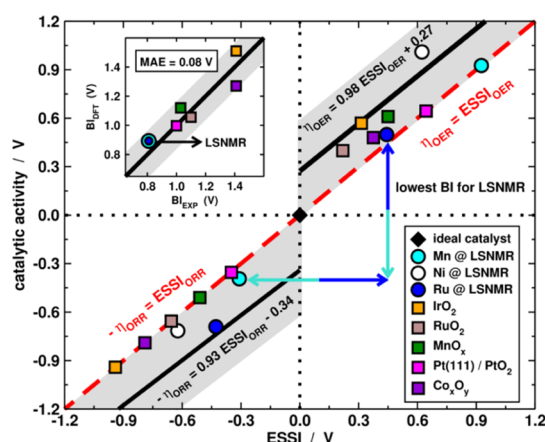 1.2
0.9
0.6
0.3
0.0
-0.3
-0.6
-0.9
-1.2
catalytic activity / V
-1.2 -0.9 -0.6 -0.3 0.0 0.3 0.6 0.9 1.2
ESSI / V
MAE = 0.08 V
1.4
1.2
1.0
0.8
BI_DFT (V)
LSNMR
0.8 1.0 1.2 1.4
BI_EXP (V)
η_OER = 0.98 ESSI_OER + 0.27
η_OER = ESSI_OER
lowest BI for LSNMR
- η_ORR = ESSI_ORR
- η_ORR = 0.93 ESSI_ORR - 0.34
ideal catalyst
Mn @ LSNMR
Ni @ LSNMR
Ru @ LSNMR
IrO₂
RuO₂
MnOₓ
Pt(111) / PtO₂
CoₓO_y